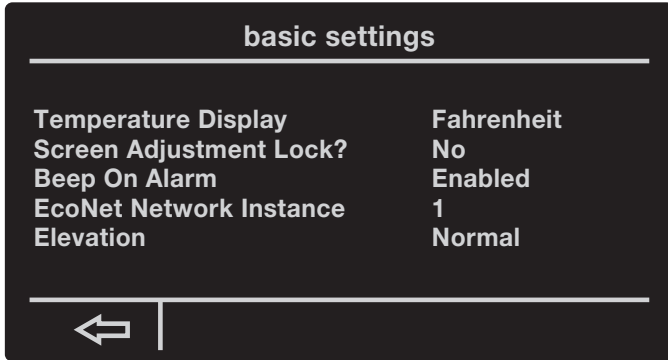 basic settings
Temperature Display Fahrenheit
Screen Adjustment Lock? No
Beep On Alarm Enabled
EcoNet Network Instance 1
Elevation Normal